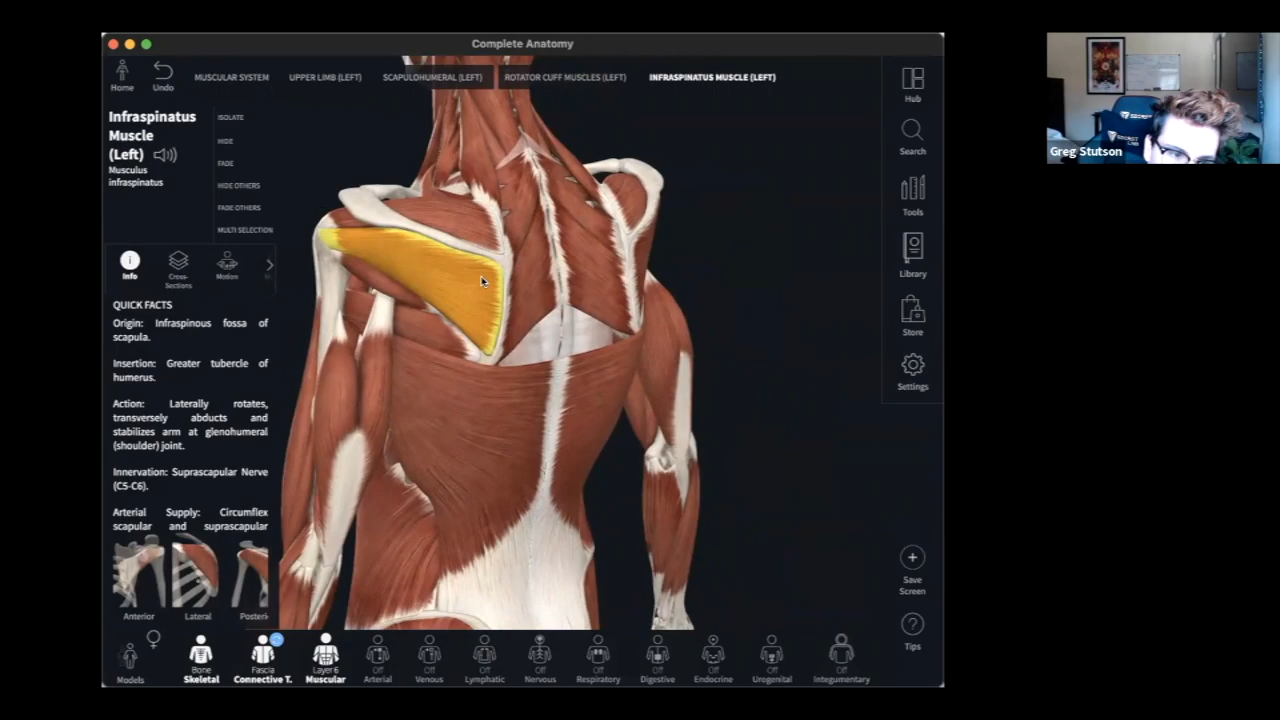 Complete Anatomy
Home
Undo
MUSCULAR SYSTEM
UPPER LIMB (LEFT)
SCAPULOHUMERAL (LEFT)
ROTATOR CUFF MUSCLES (LEFT)
INFRASPINATUS MUSCLE (LEFT)
Infraspinatus
Muscle
(Left)
Musculus
infraspinatus
ISOLATE
HIDE
FADE
HIDE OTHERS
FADE OTHERS
MULTI SELECTION
Info
Cross-
Sections
Motion
QUICK FACTS
Origin: Infraspinous fossa of
scapula.
Insertion: Greater tubercle of
humerus.
Action: Laterally rotates,
transversely abducts and
stabilizes arm at glenohumeral
(shoulder) joint.
Innervation: Suprascapular Nerve
(C5-C6).
Arterial Supply: Circumflex
scapular and suprascapular
Anterior
Lateral
Posteri
Hub
Search
Tools
Library
Store
Settings
Save
Screen
Tips
Models
Bone
Skeletal
Fascia
Connective T.
Layer 6
Muscular
Off
Arterial
Off
Venous
Off
Lymphatic
Off
Nervous
Off
Respiratory
Off
Digestive
Off
Endocrine
Off
Urogenital
Off
Integumentary
Greg Stutson